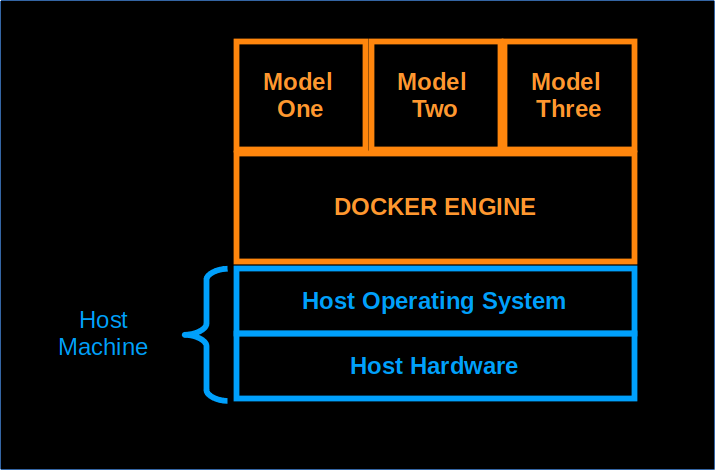 Model
One
Model
Two
Model
Three
DOCKER ENGINE
Host Operating System
Host
Machine
Host Hardware